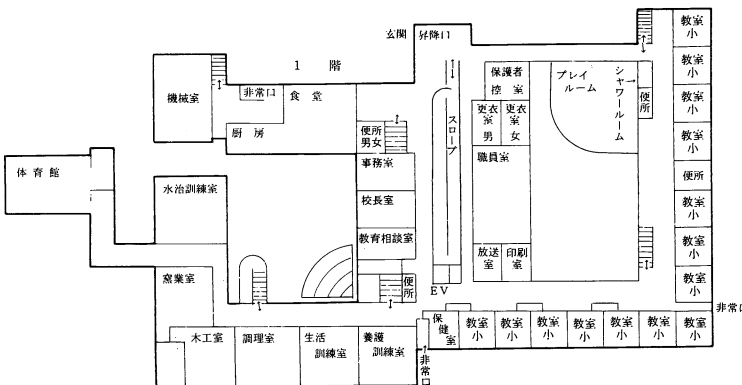 玄関 昇降口
1 階
機械室
非常口
食 堂
厨 房
便所
男女
事務室
校長室
教育相談室
便所
体 育 館
水治訓練室
窯業室
木工室
調理室
生活
訓練室
養護
訓練室
非常口
スロープ
EV
保護者
控 室
更衣室 男
更衣室 女
職員室
放送
室
印刷
室
プレイ
ルーム
シャワールーム
便所
教室
小
教室
小
教室
小
教室
小
便所
教室
小
教室
小
教室
小
非常口
保健室
教室
小
教室
小
教室
小
教室
小
教室
小
教室
小
教室
小